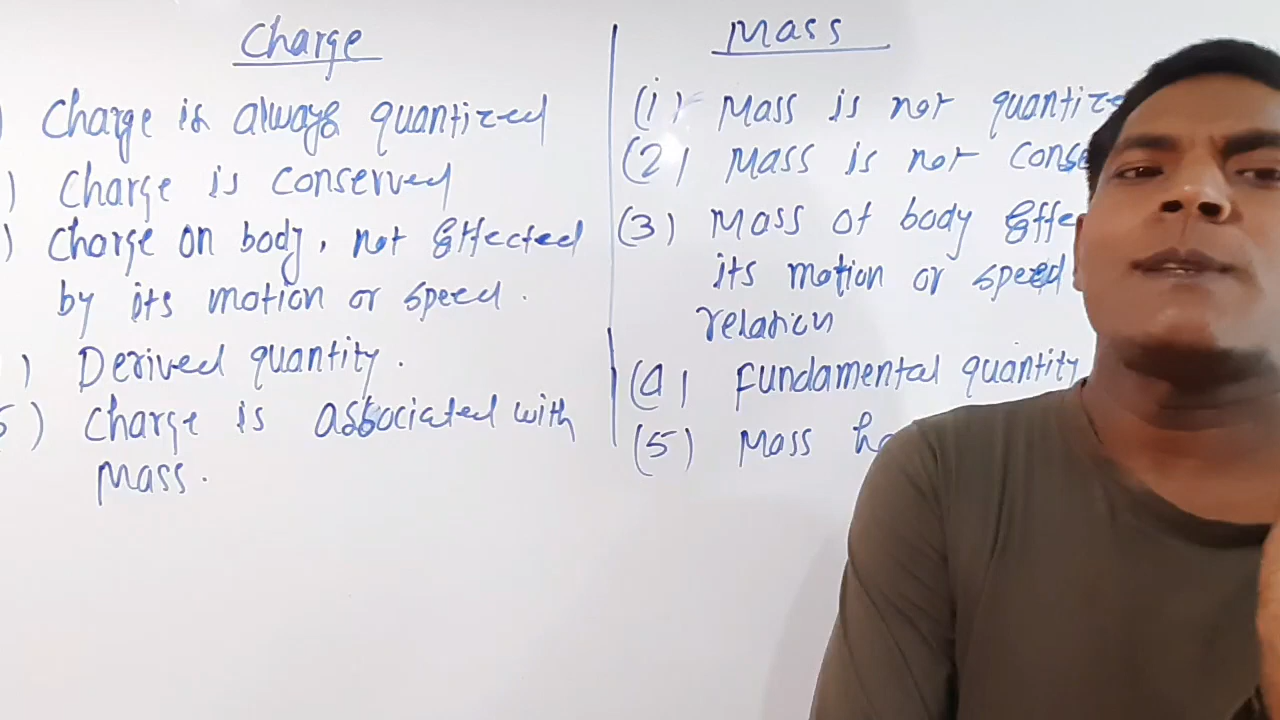 Charge
) Charge is always quantized
) Charge is conserved
) Charge on body, not effected
by its motion or speed.
) Derived quantity.
5) Charge is associated with
Mass.
Mass
(1) Mass is not quantize
(2) Mass is not conse
(3) Mass of body effe
its motion or speed
relation
(4) Fundamental quantity
(5) Mass ha